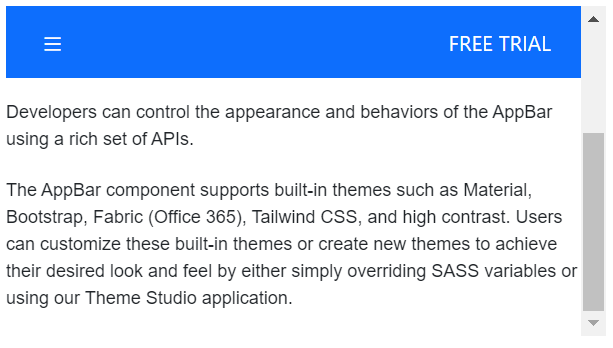 FREE TRIAL
Developers can control the appearance and behaviors of the AppBar
using a rich set of APIs.
The AppBar component supports built-in themes such as Material,
Bootstrap, Fabric (Office 365), Tailwind CSS, and high contrast. Users
can customize these built-in themes or create new themes to achieve
their desired look and feel by either simply overriding SASS variables or
using our Theme Studio application.